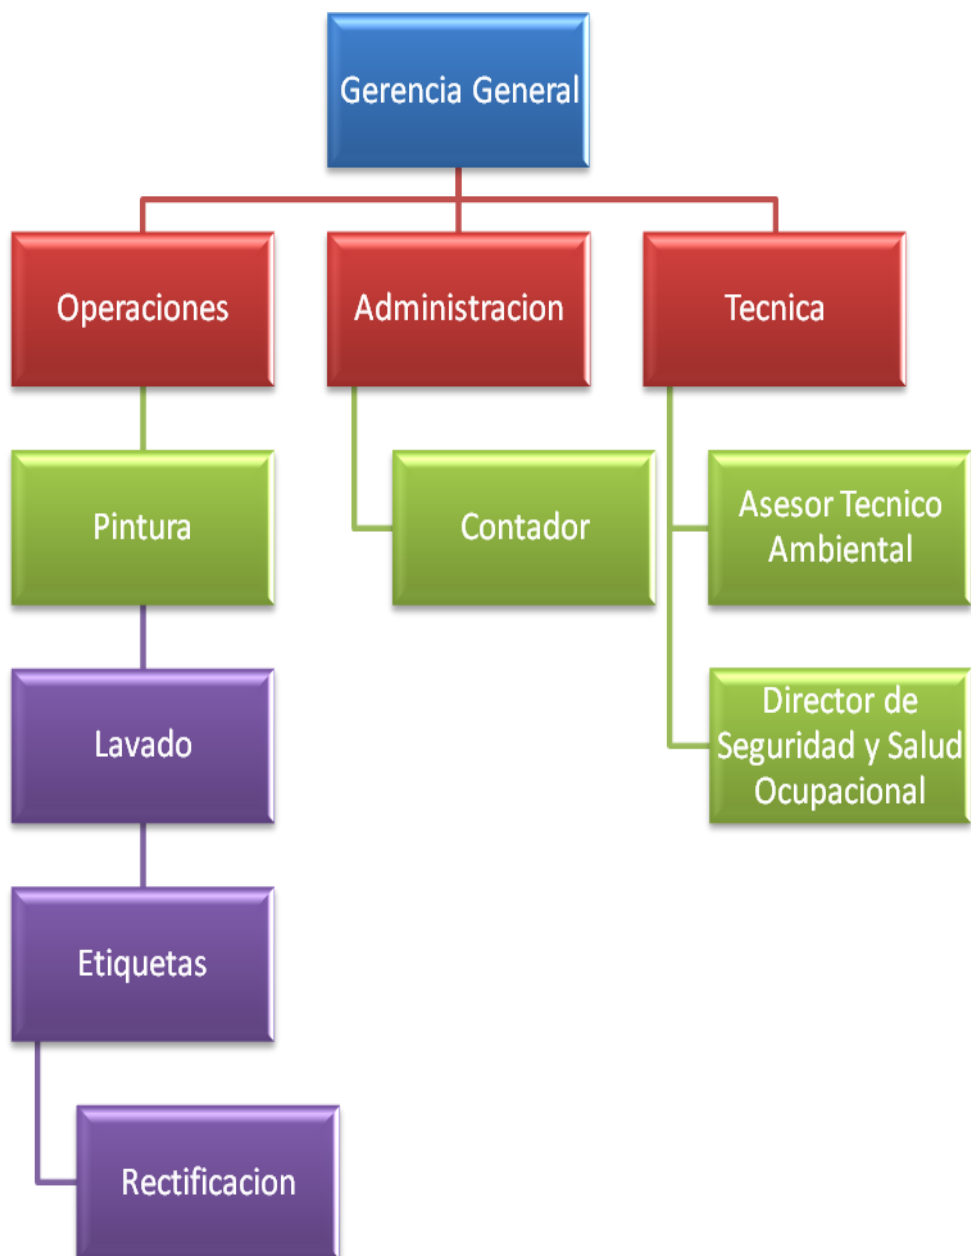 Gerencia General
Operaciones
Administracion
Tecnica
Pintura
Contador
Asesor Tecnico
Ambiental
Lavado
Director de
Seguridad y Salud
Ocupacional
Etiquetas
Rectificacion